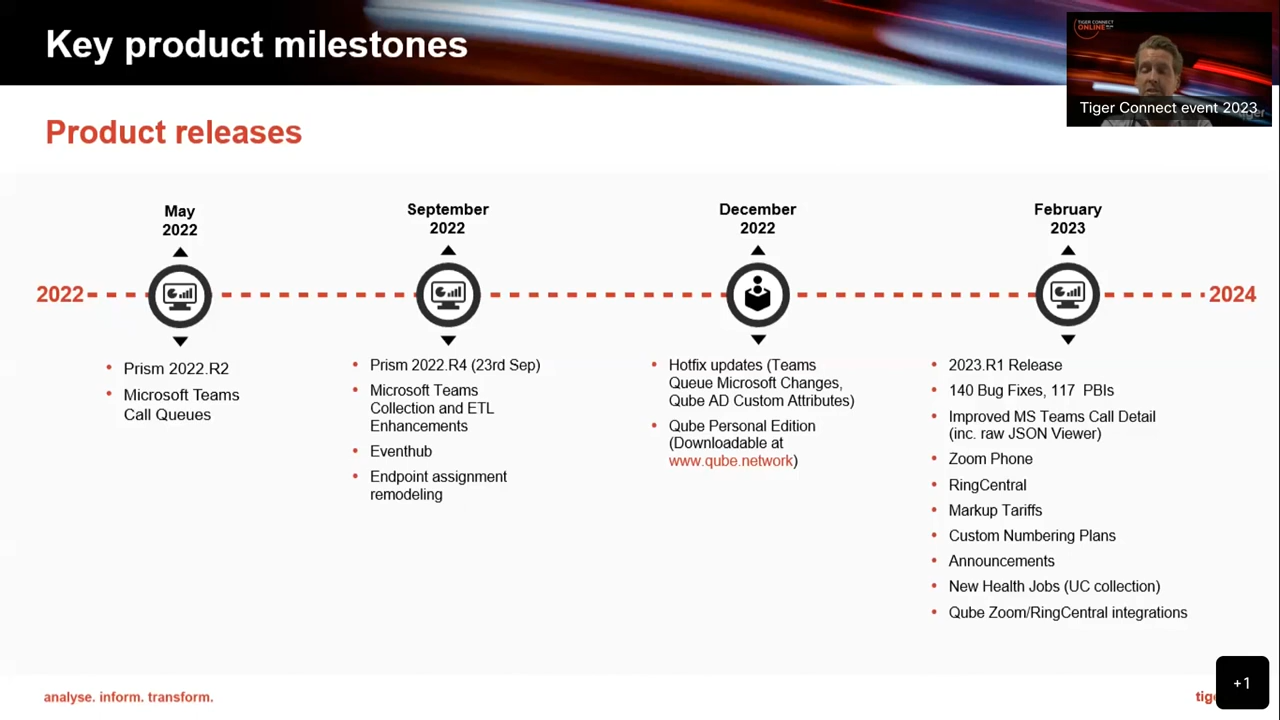 Key product milestones
TIGER CONNECT
ONLINE
Tiger Connect event 2023
Product releases
May
2022
September
2022
December
2022
February
2023
2022
2024
• Prism 2022.R2
• Microsoft Teams
Call Queues
• Prism 2022.R4 (23rd Sep)
• Microsoft Teams
Collection and ETL
Enhancements
• Eventhub
• Endpoint assignment
remodeling
• Hotfix updates (Teams
Queue Microsoft Changes,
Qube AD Custom Attributes)
• Qube Personal Edition
(Downloadable at
www.qube.network)
• 2023.R1 Release
• 140 Bug Fixes, 117 PBIs
• Improved MS Teams Call Detail
(inc. raw JSON Viewer)
• Zoom Phone
• RingCentral
• Markup Tariffs
• Custom Numbering Plans
• Announcements
• New Health Jobs (UC collection)
• Qube Zoom/RingCentral integrations
analyse. inform. transform.
+1